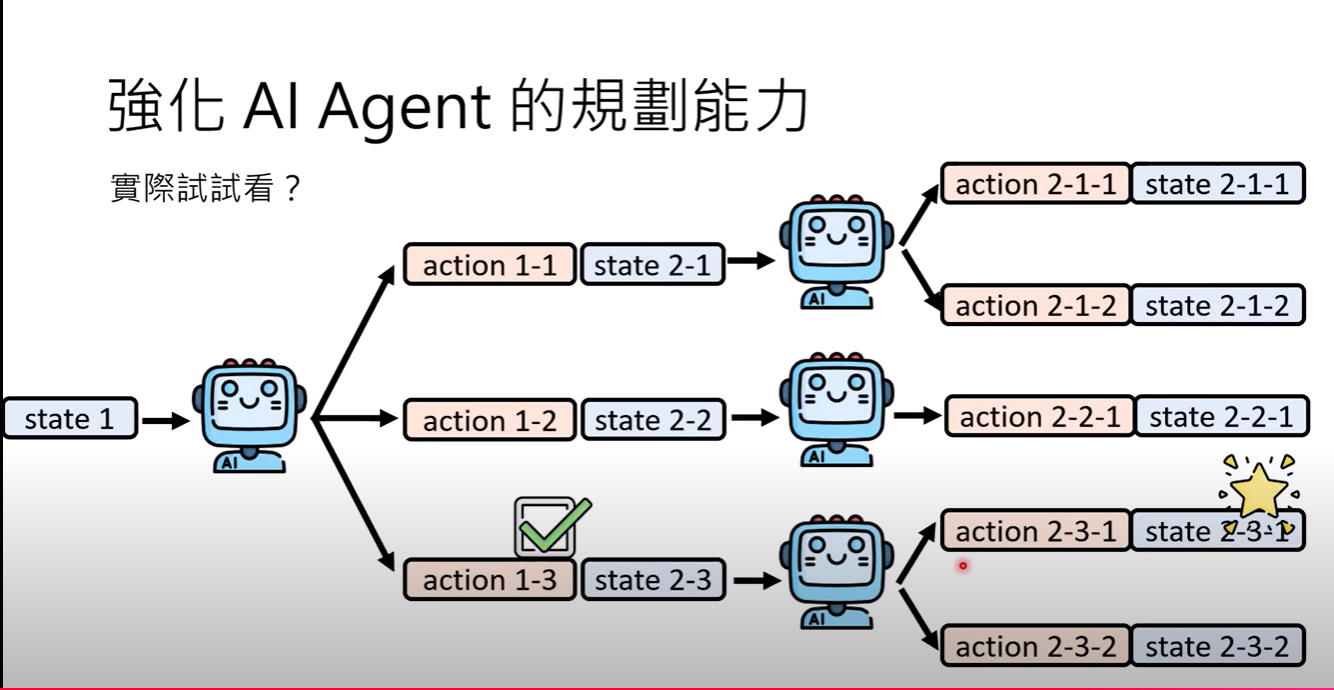 強化 AI Agent 的規劃能力
實際試試看？
action 2-1-1 state 2-1-1
action 1-1 state 2-1
AI
action 2-1-2 state 2-1-2
state 1
AI
action 1-2 state 2-2
AI
action 2-2-1 state 2-2-1
action 2-3-1 state 2-3-1
action 1-3 state 2-3
AI
action 2-3-2 state 2-3-2